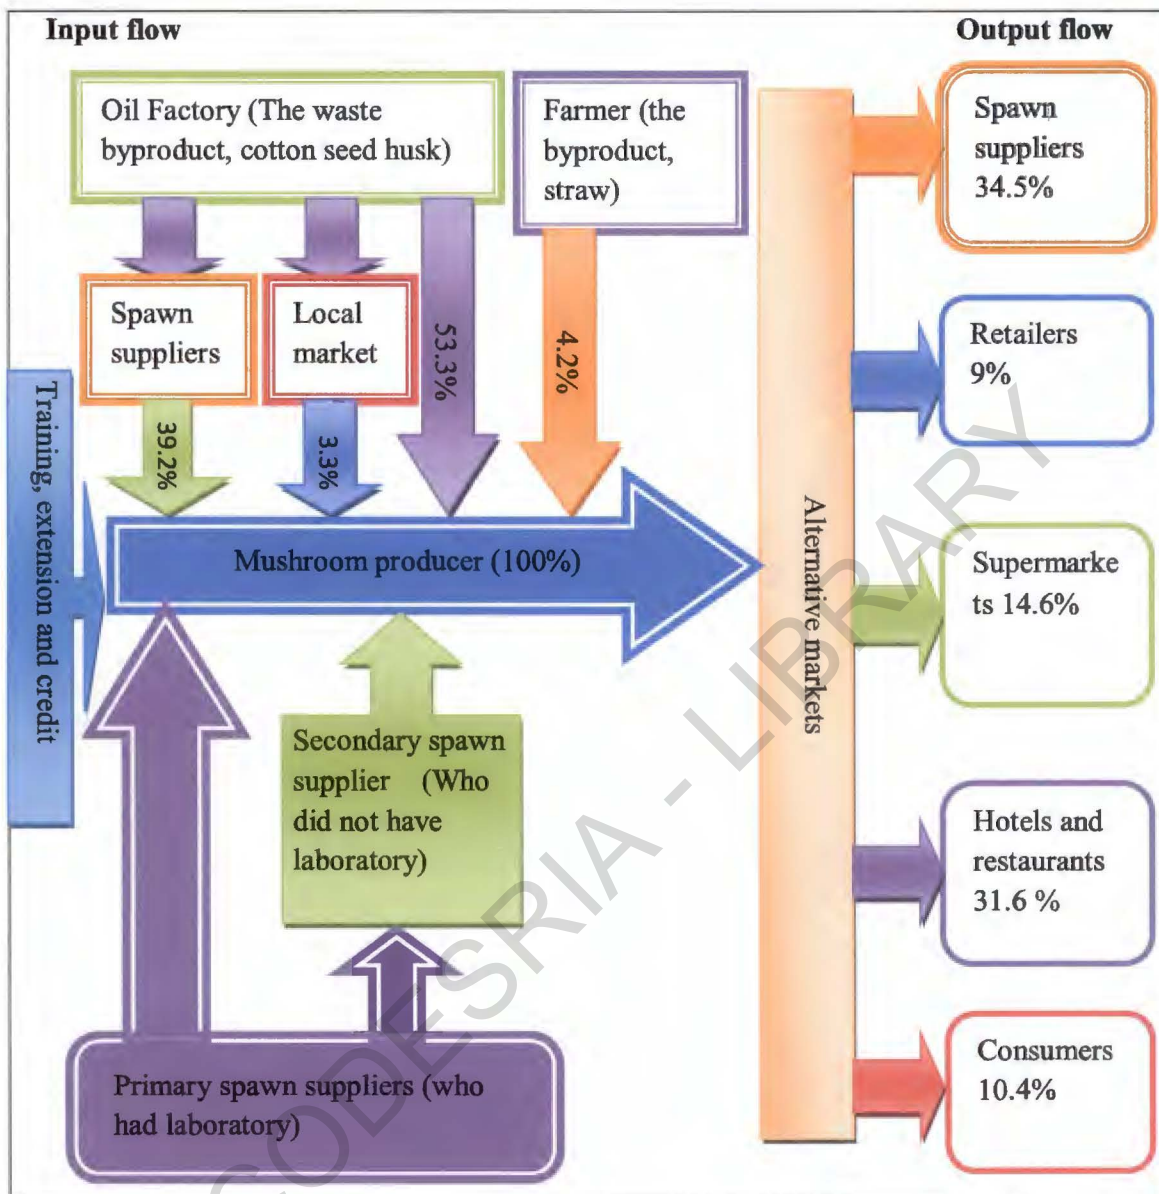 Input flow
Output flow
Oil Factory (The waste
byproduct, cotton seed husk)
Farmer (the
byproduct,
straw)
Spawn
suppliers
34.5%
Spawn
suppliers
Local
market
53.3%
4.2%
Retailers
9%
39.2%
3.3%
Training, extension and credit
Mushroom producer (100%)
Alternative markets
Supermarke
ts 14.6%
Secondary spawn
supplier (Who
did not have
laboratory)
Hotels and
restaurants
31.6 %
Primary spawn suppliers (who
had laboratory)
Consumers
10.4%
CODESRIA - LIBRARY